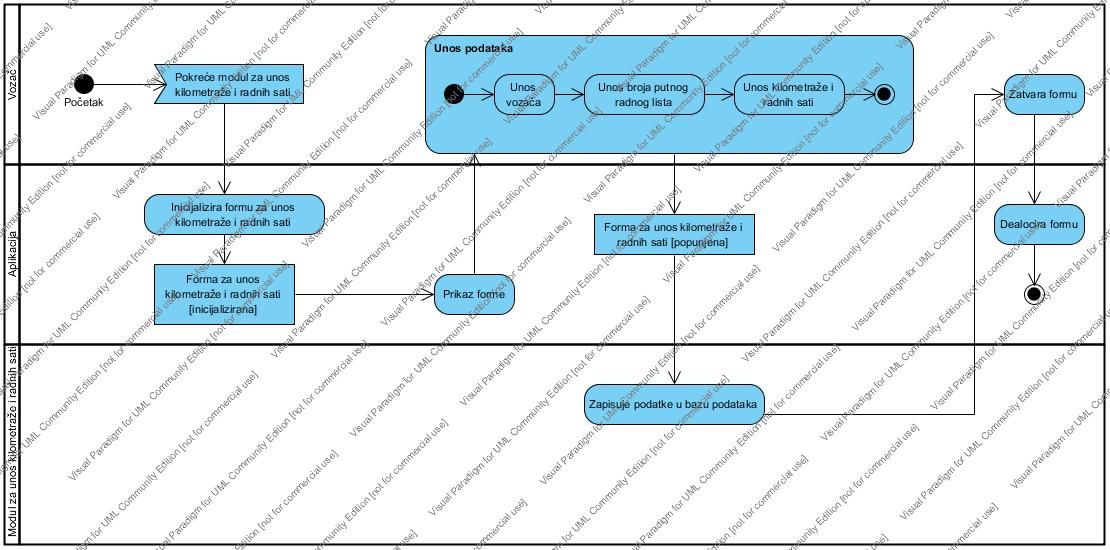 Vozač
Početak
Pokreće modul za unos
kilometraže i radnih sati
Unos podataka
Unos
vozača
Unos broja putnog
radnog lista
Unos kilometraže i
radnih sati
Zatvara formu
Aplikacija
Inicijalizira formu za unos
kilometraže i radnih sati
Forma za unos
kilometraže i radnih sati
[inicijalizirana]
Prikaz forme
Forma za unos kilometraže i
radnih sati [popunjena]
Dealocira formu
Modul za unos kilometraže i radnih sati
Zapisuje podatke u bazu podataka
Visual Paradigm for UML Community Edition [not for commercial use]